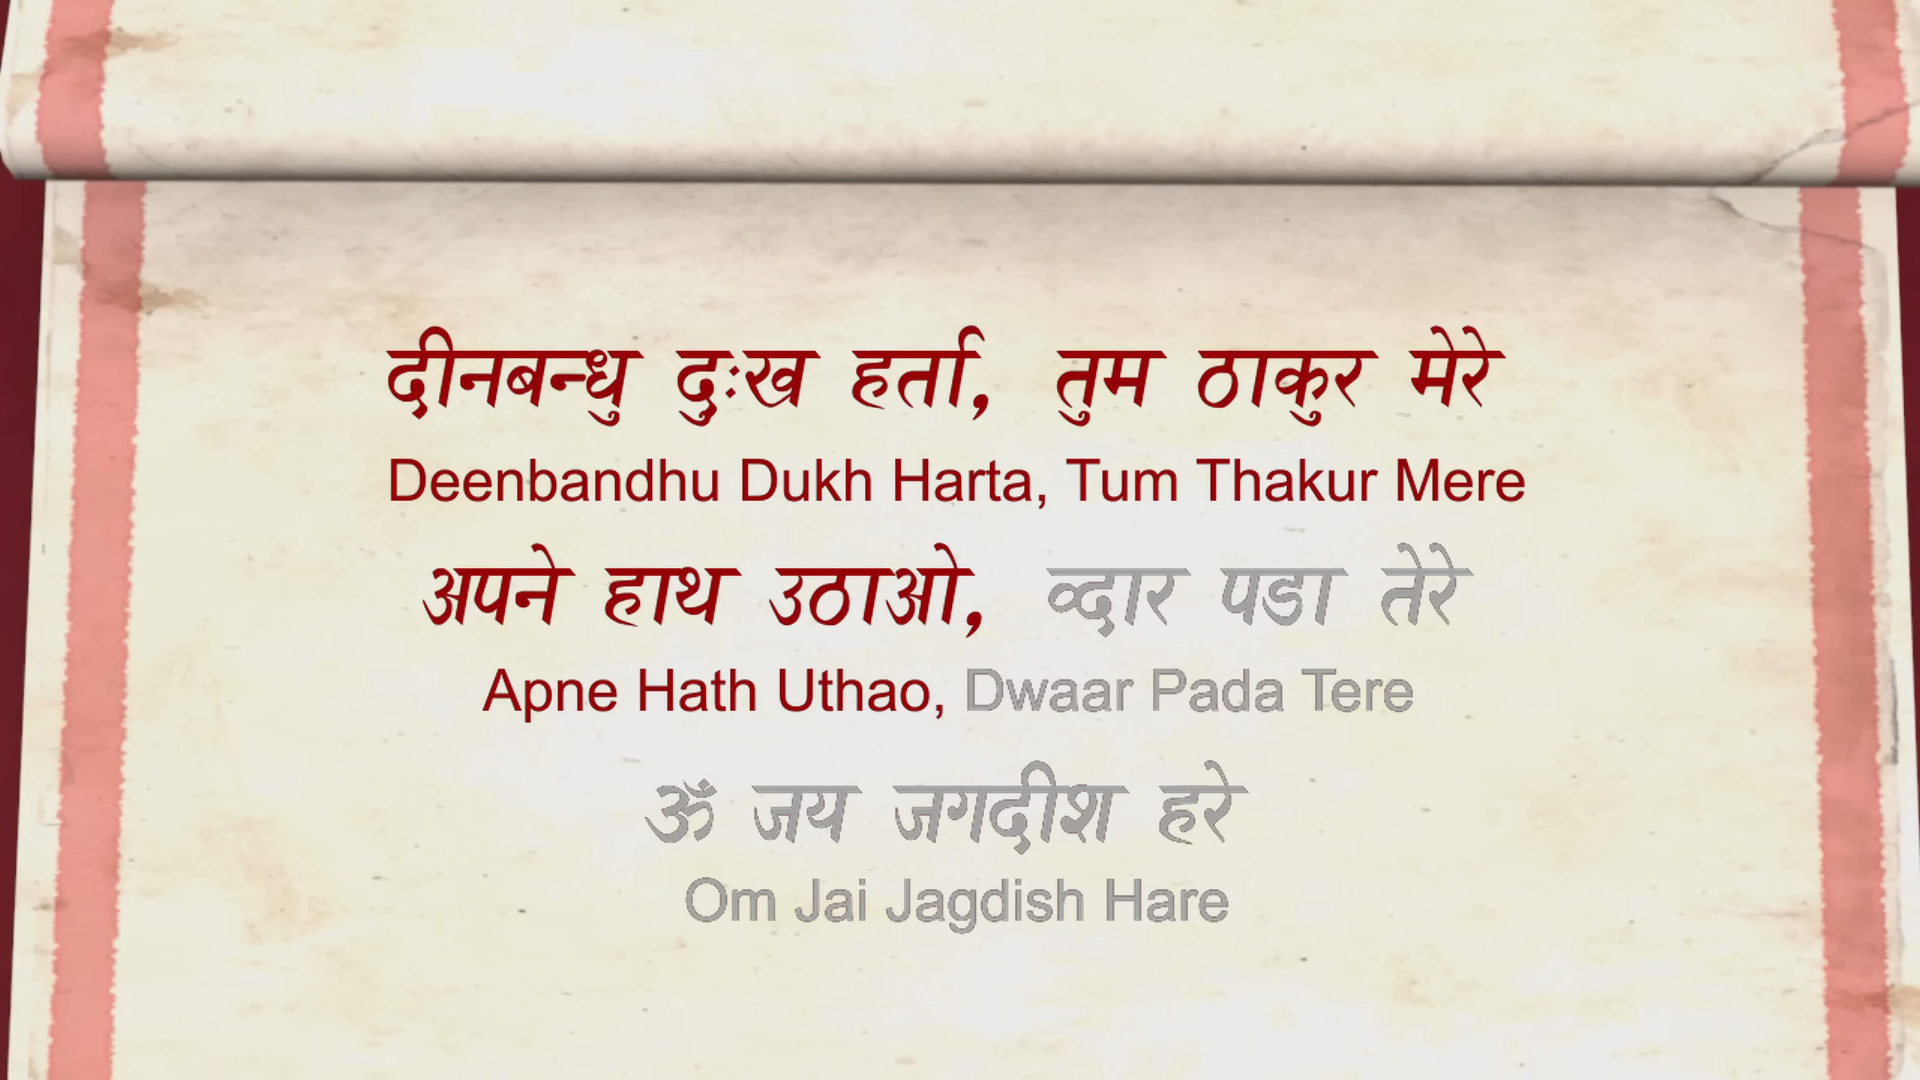 दीनबन्धु दुःख हर्ता, तुम ठाकुर मेरे
Deenbandhu Dukh Harta, Tum Thakur Mere
अपने हाथ उठाओ, व्दार पडा तेरे
Apne Hath Uthao, Dwaar Pada Tere
ॐ जय जगदीश हरे
Om Jai Jagdish Hare